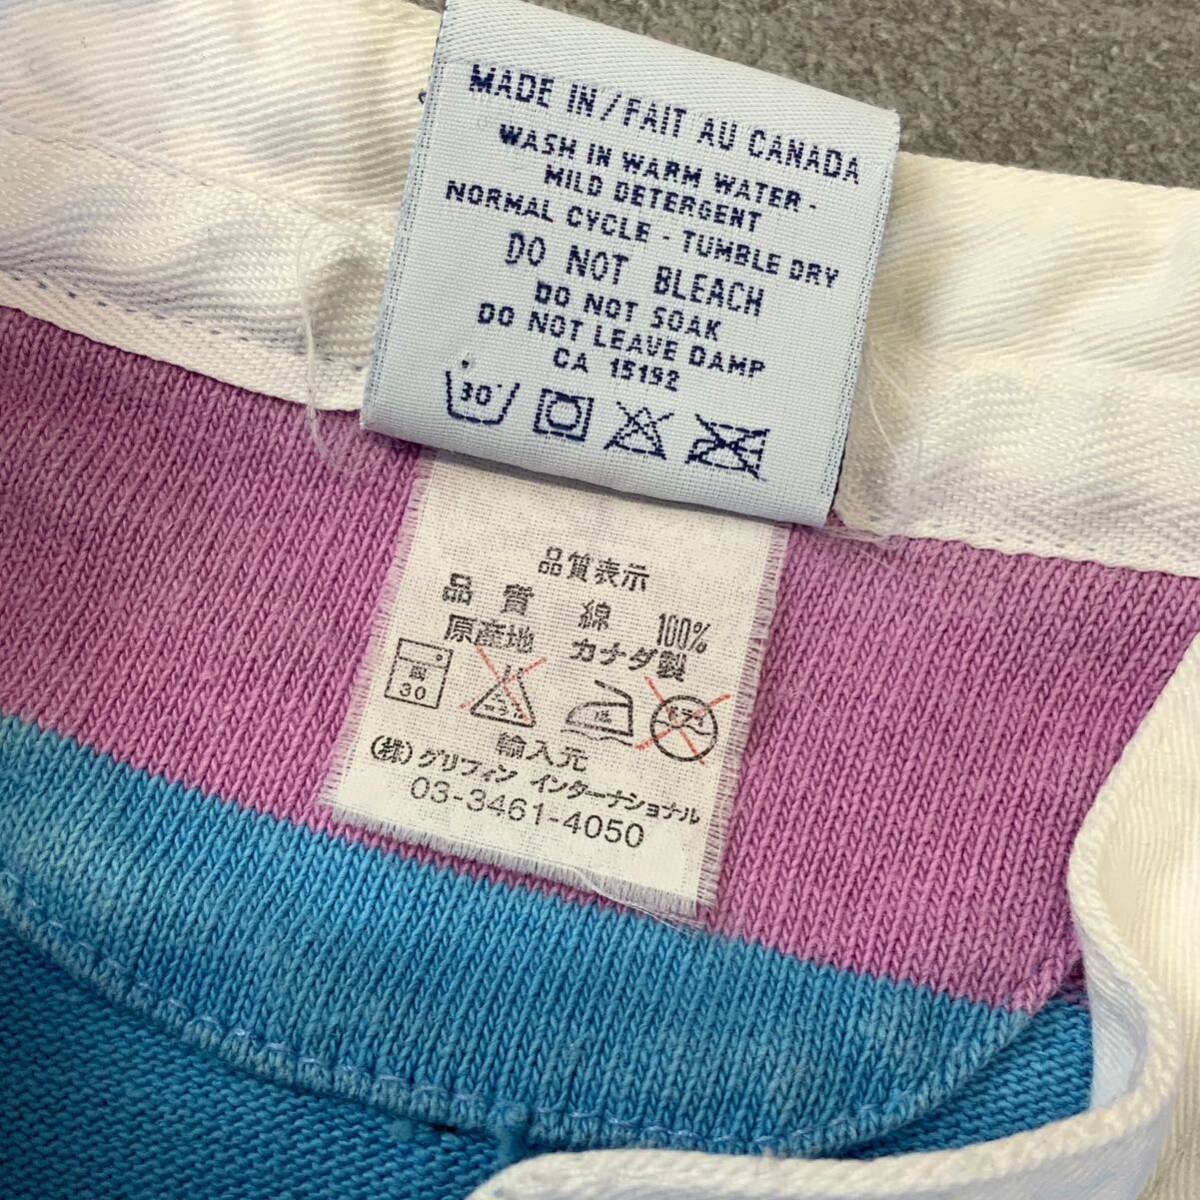 MADE IN/FAIT AU CANADA
WASH IN WARM WATER -
MILD DETERGENT
NORMAL CYCLE - TUMBLE DRY
DO NOT BLEACH
DO NOT SOAK
DO NOT LEAVE DAMP
CA 15192
30°
品質表示
品質 綿 100%
原産地 カナダ製
30
輸入元
(株)グリフィン インターナショナル
03-3461-4050